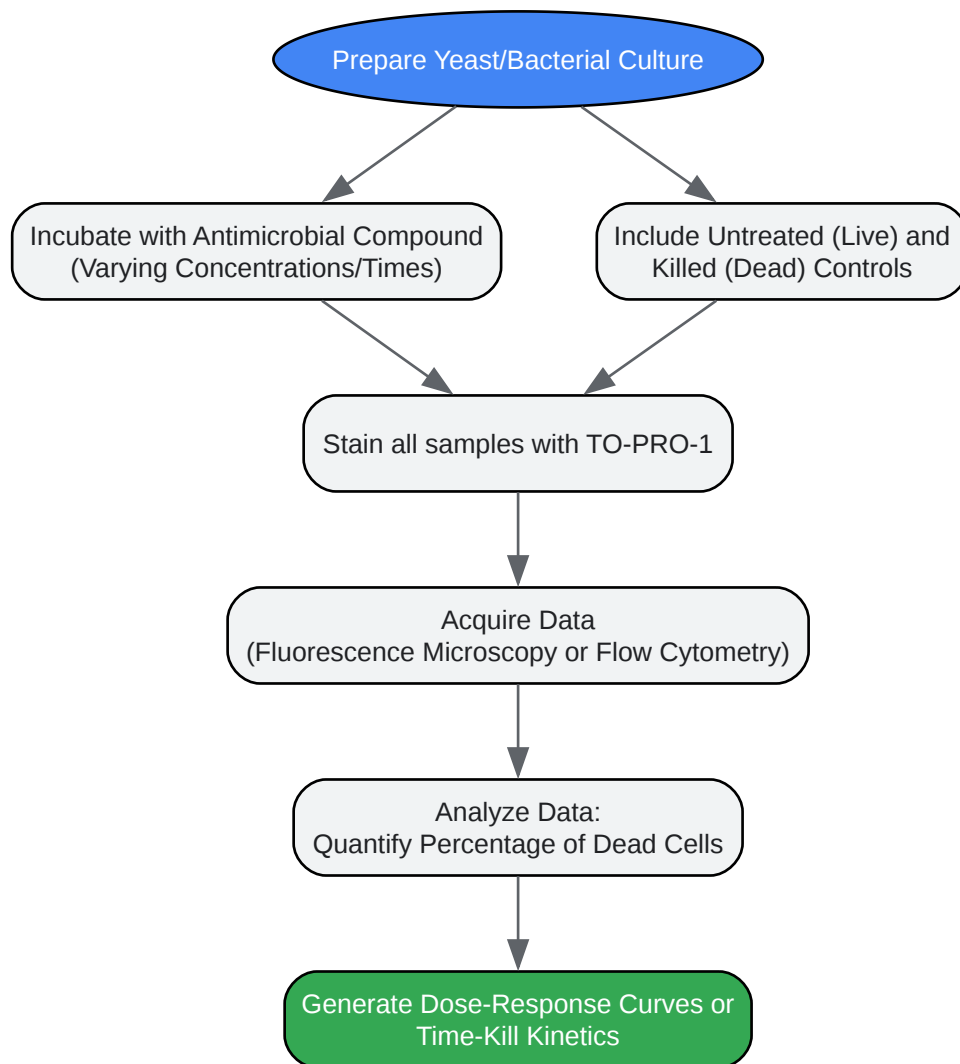 Prepare Yeast/Bacterial Culture
Incubate with Antimicrobial Compound
(Varying Concentrations/Times)
Include Untreated (Live) and
Killed (Dead) Controls
Stain all samples with TO-PRO-1
Acquire Data
(Fluorescence Microscopy or Flow Cytometry)
Analyze Data:
Quantify Percentage of Dead Cells
Generate Dose-Response Curves or
Time-Kill Kinetics